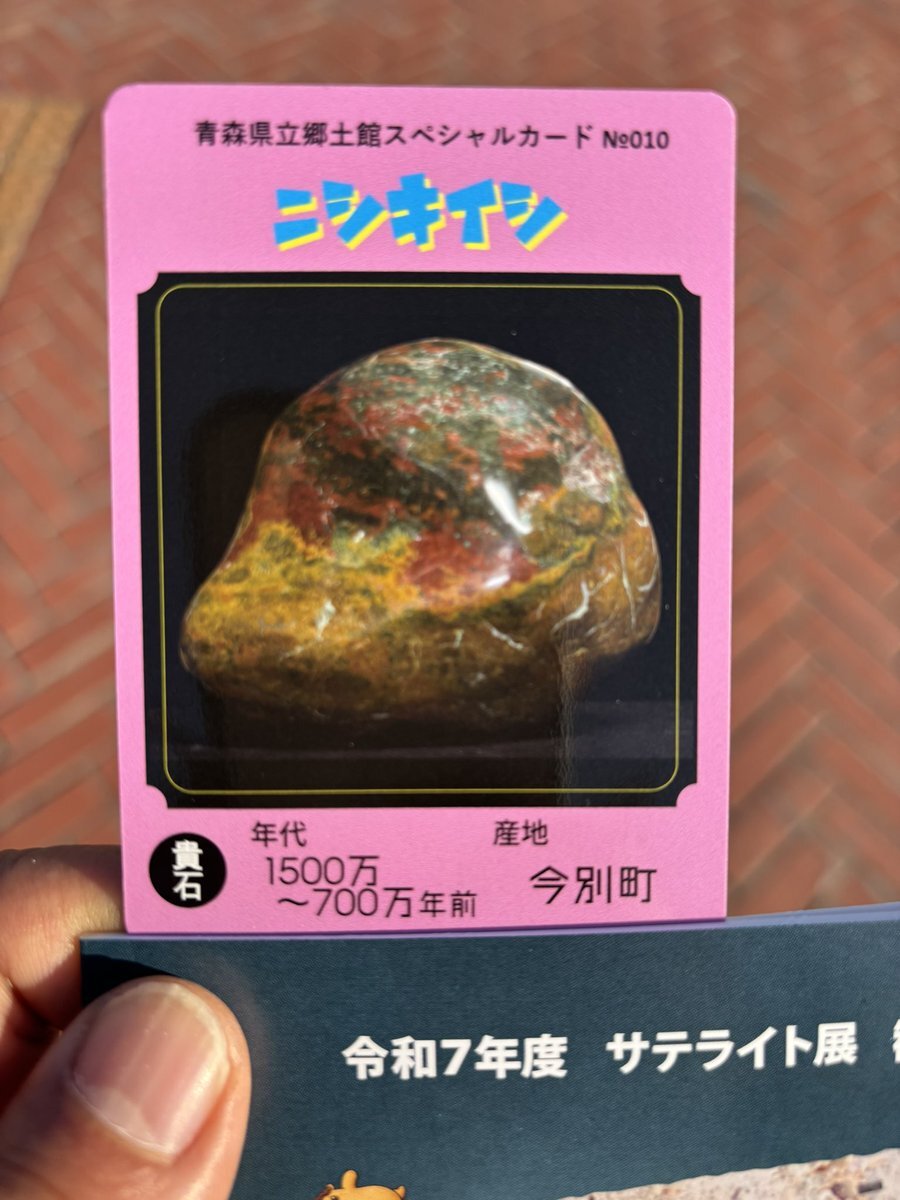 青森県立郷土館スペシャルカード №010
ニシキイシ
貴石
年代
1500万
～700万年前
産地
今別町
令和7年度 サテライト展